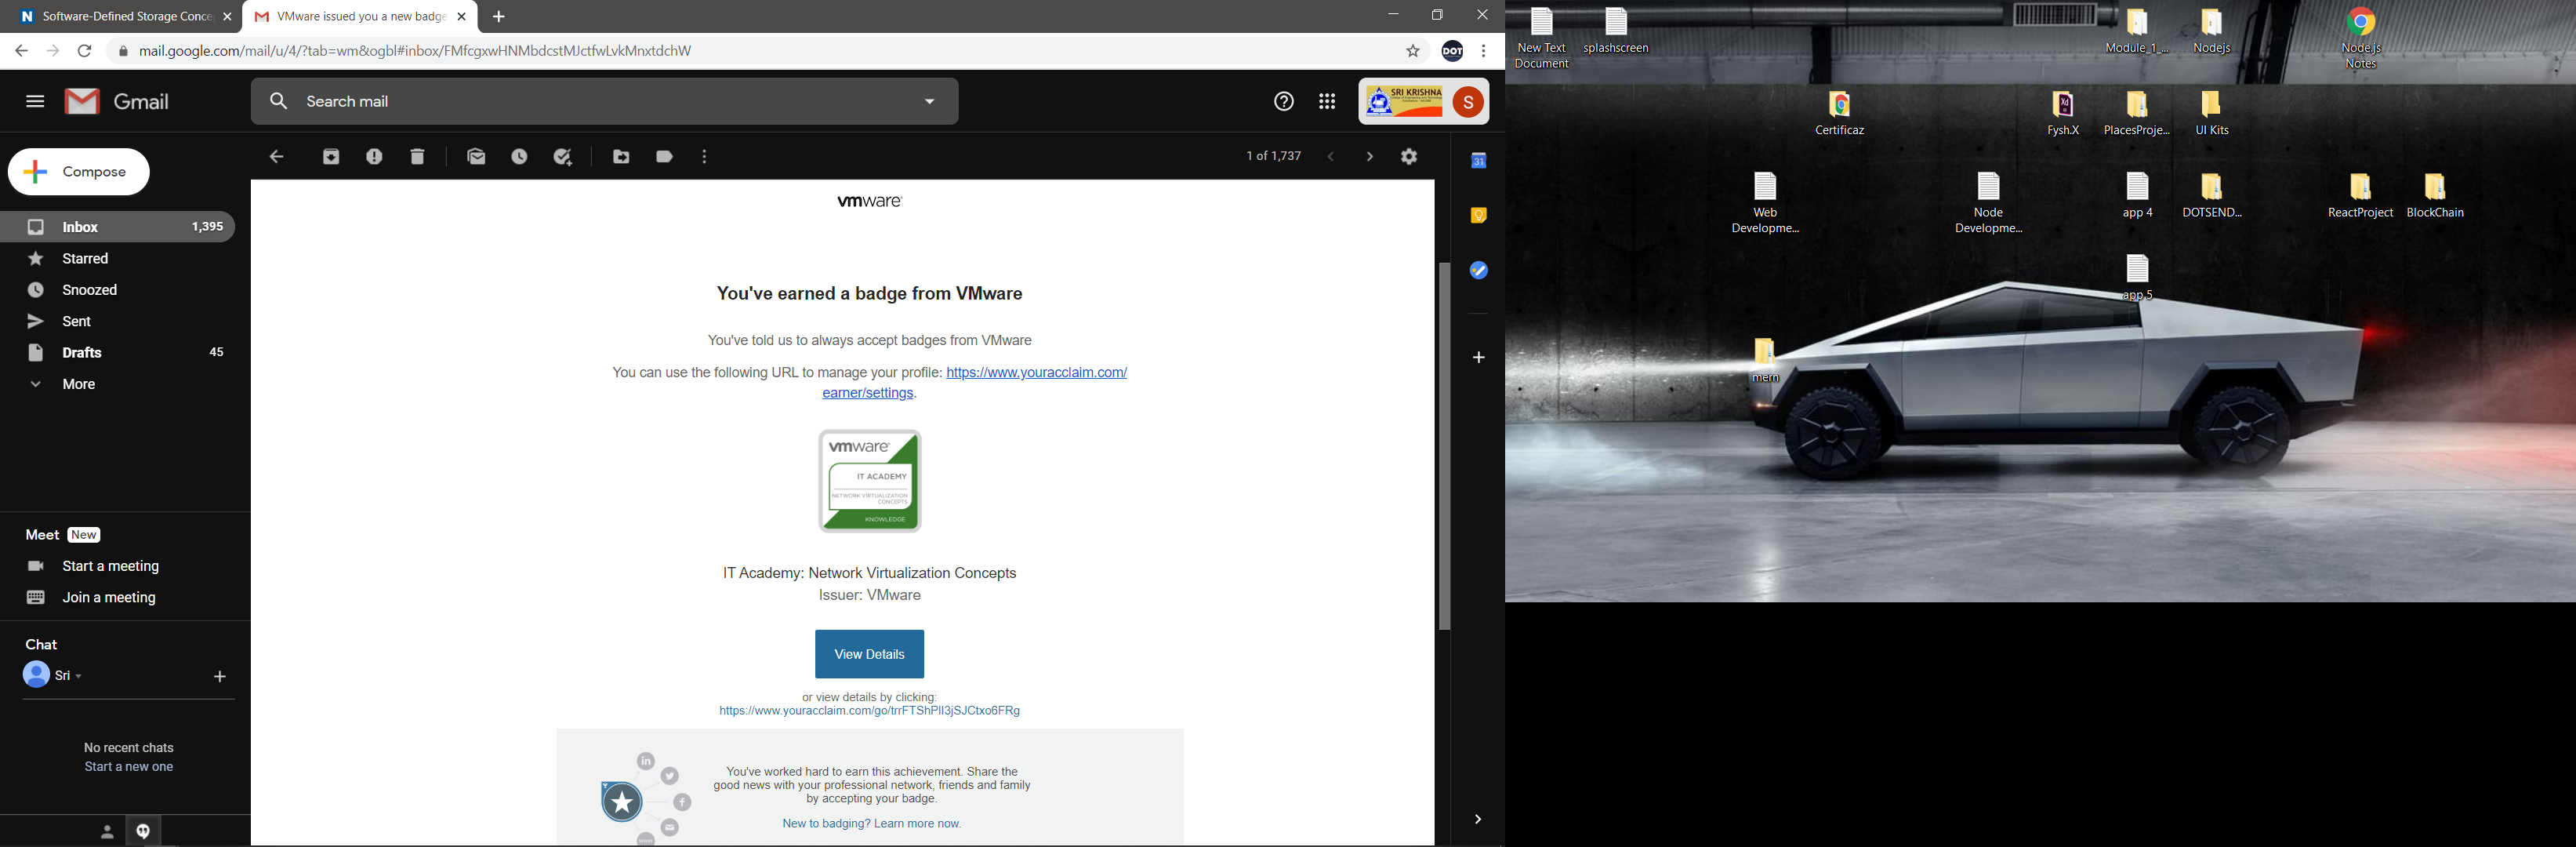 Software-Defined Storage Conce
VMware issued you a new badge
mail.google.com/mail/u/4/?tab=wm&ogbl#inbox/FMfcgxwHNMbdcstMJctfwLvkMnxtdchW
DOT
Gmail
Search mail
SRI KRISHNA
S
Compose
1 of 1,737
31
Inbox 1,395
Starred
Snoozed
Sent
Drafts 45
More
Meet New
Start a meeting
Join a meeting
Chat
Sri
No recent chats
Start a new one
vmware
You've earned a badge from VMware
You've told us to always accept badges from VMware
You can use the following URL to manage your profile: https://www.youracclaim.com/
earner/settings.
vmware
IT ACADEMY
NETWORK VIRTUALIZATION
CONCEPTS
KNOWLEDGE
IT Academy: Network Virtualization Concepts
Issuer: VMware
View Details
or view details by clicking:
https://www.youracclaim.com/go/trrFTShPlI3jSJCtxo6FRg
in
f
You've worked hard to earn this achievement. Share the
good news with your professional network, friends and family
by accepting your badge.
New to badging? Learn more now.
New Text
Document
splashscreen
Module_1_...
Nodejs
Node.js
Notes
Certificaz
Xd
Fysh.X
PlacesProje...
UI Kits
Web
Developme...
Node
Developme...
app 4
DOTSEND...
ReactProject
BlockChain
app 5
mern